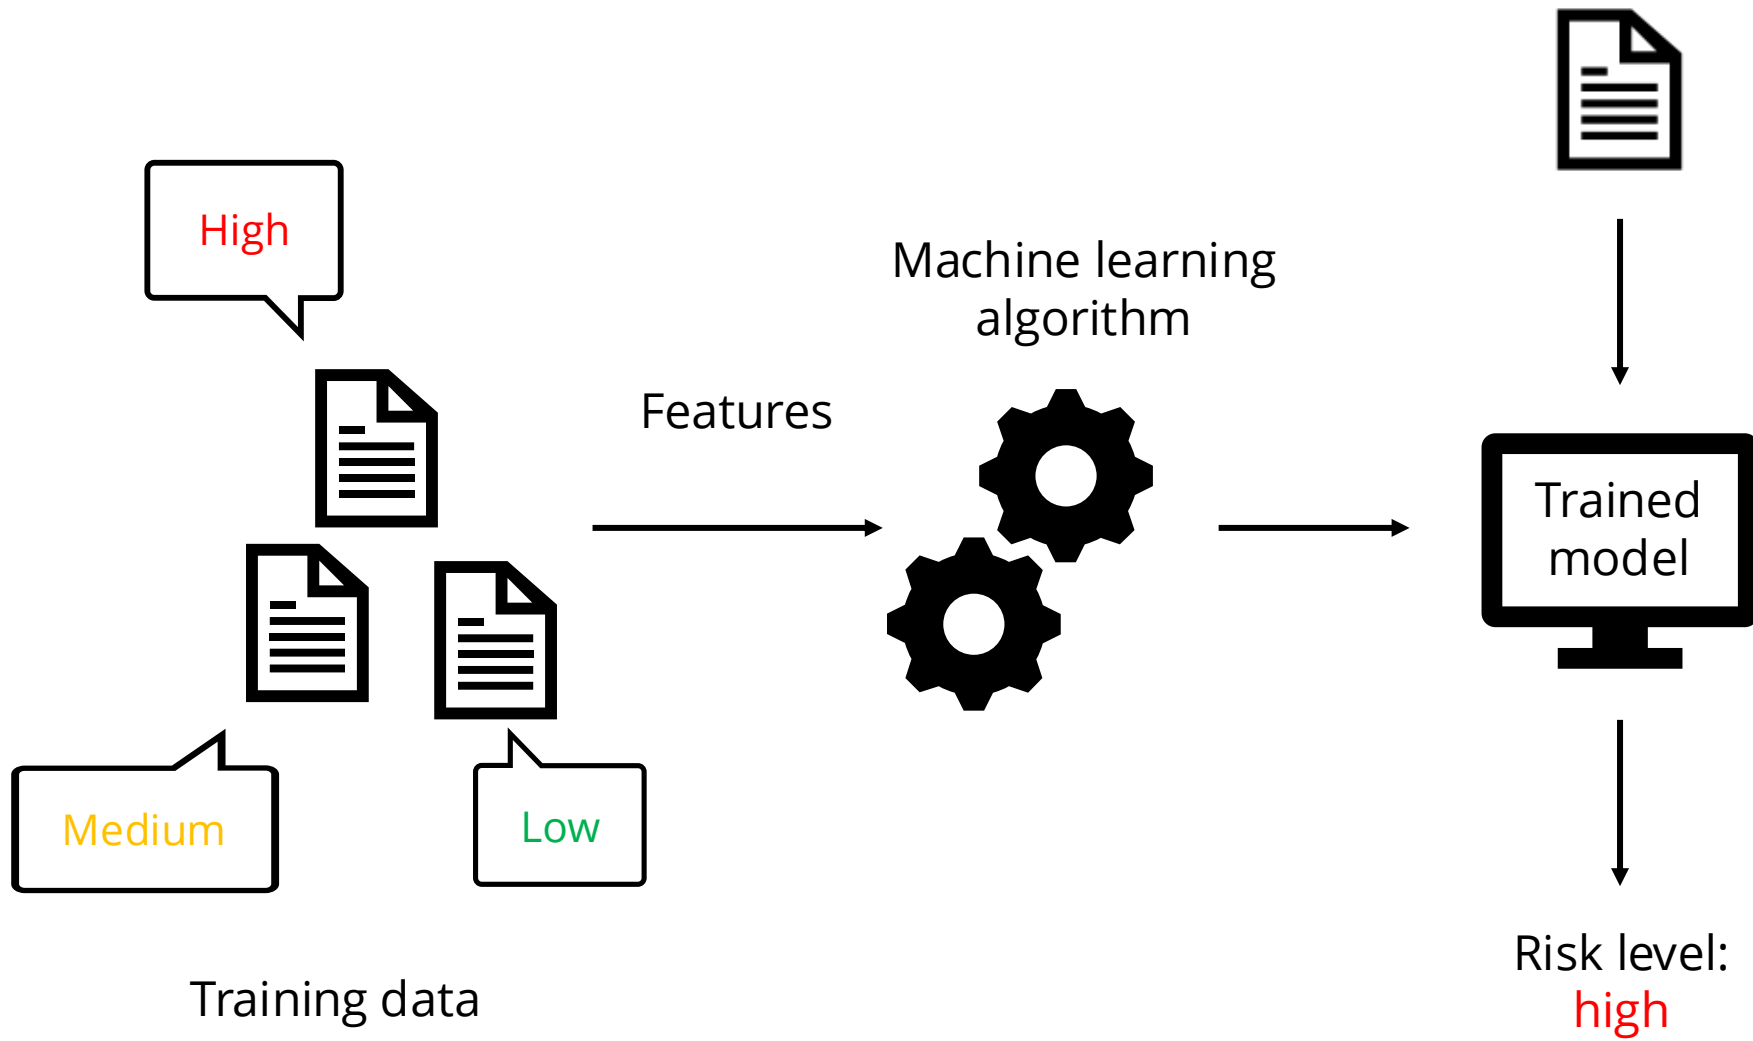 High
Medium
Low
Training data
Features
Machine learning
algorithm
Trained
model
Risk level:
high